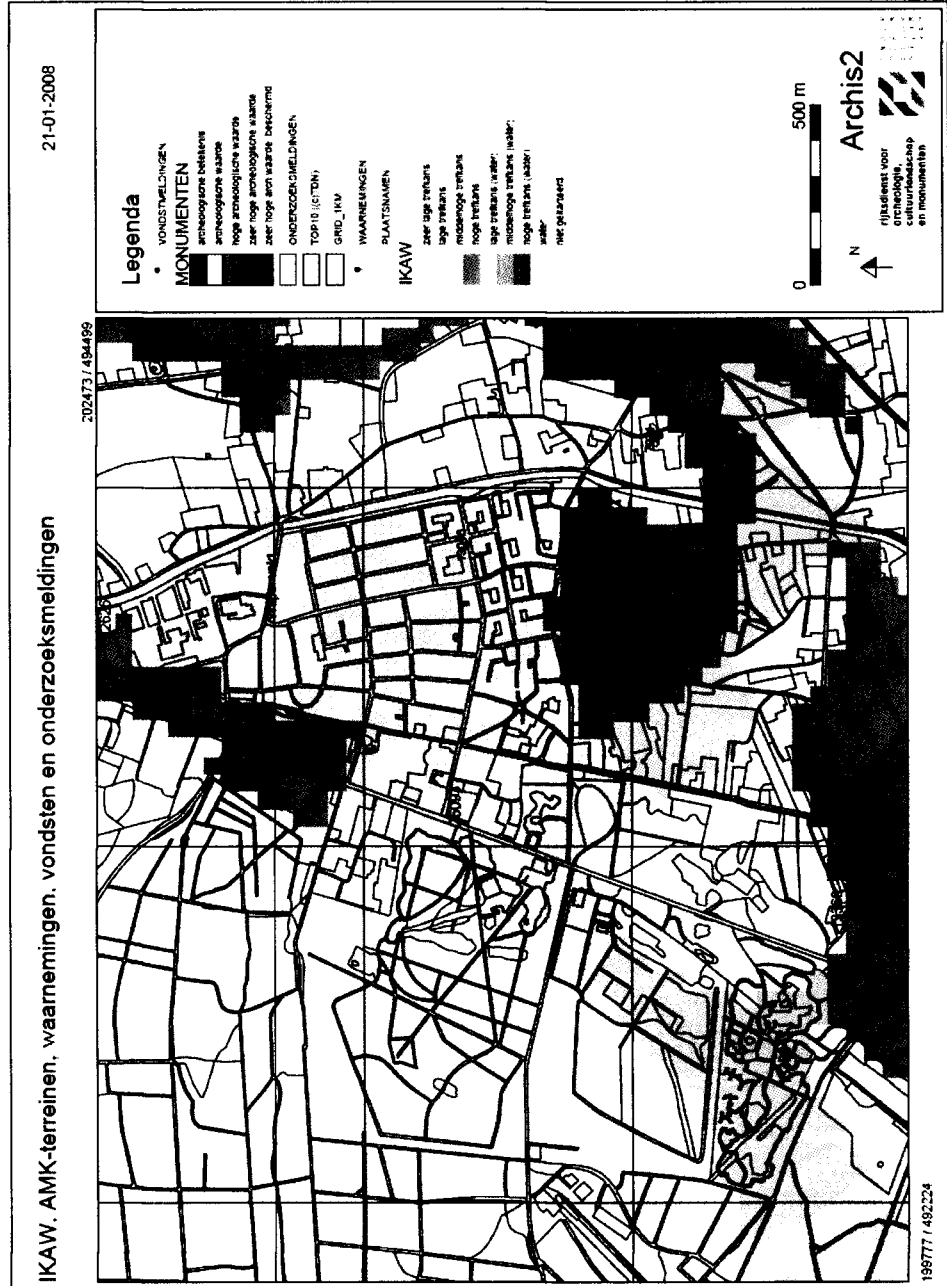 IKAW, AMK-terreinen, waarnemingen, vondsten en onderzoeksmeldingen
21-01-2008
202473 / 494499
199777 / 492224
Legenda
VONDSTMELDINGEN
MONUMENTEN
archeologische betekenis
archeologische waarde
hoge archeologische waarde
zeer hoge archeologische waarde
zeer hoge arch waarde beschermd
ONDERZOEKSMELDINGEN
TOP10 ((c)TDN)
GRID_1KM
WAARNEMINGEN
PLAATSNAMEN
IKAW
zeer lage trefkans
lage trefkans
middelhoge trefkans
hoge trefkans
lage trefkans (water)
middelhoge trefkans (water)
hoge trefkans (water)
water
niet gekarteerd
0 500 m
N
Archis2
rijksdienst voor
archeologie,
cultuurlandschap
en monumenten